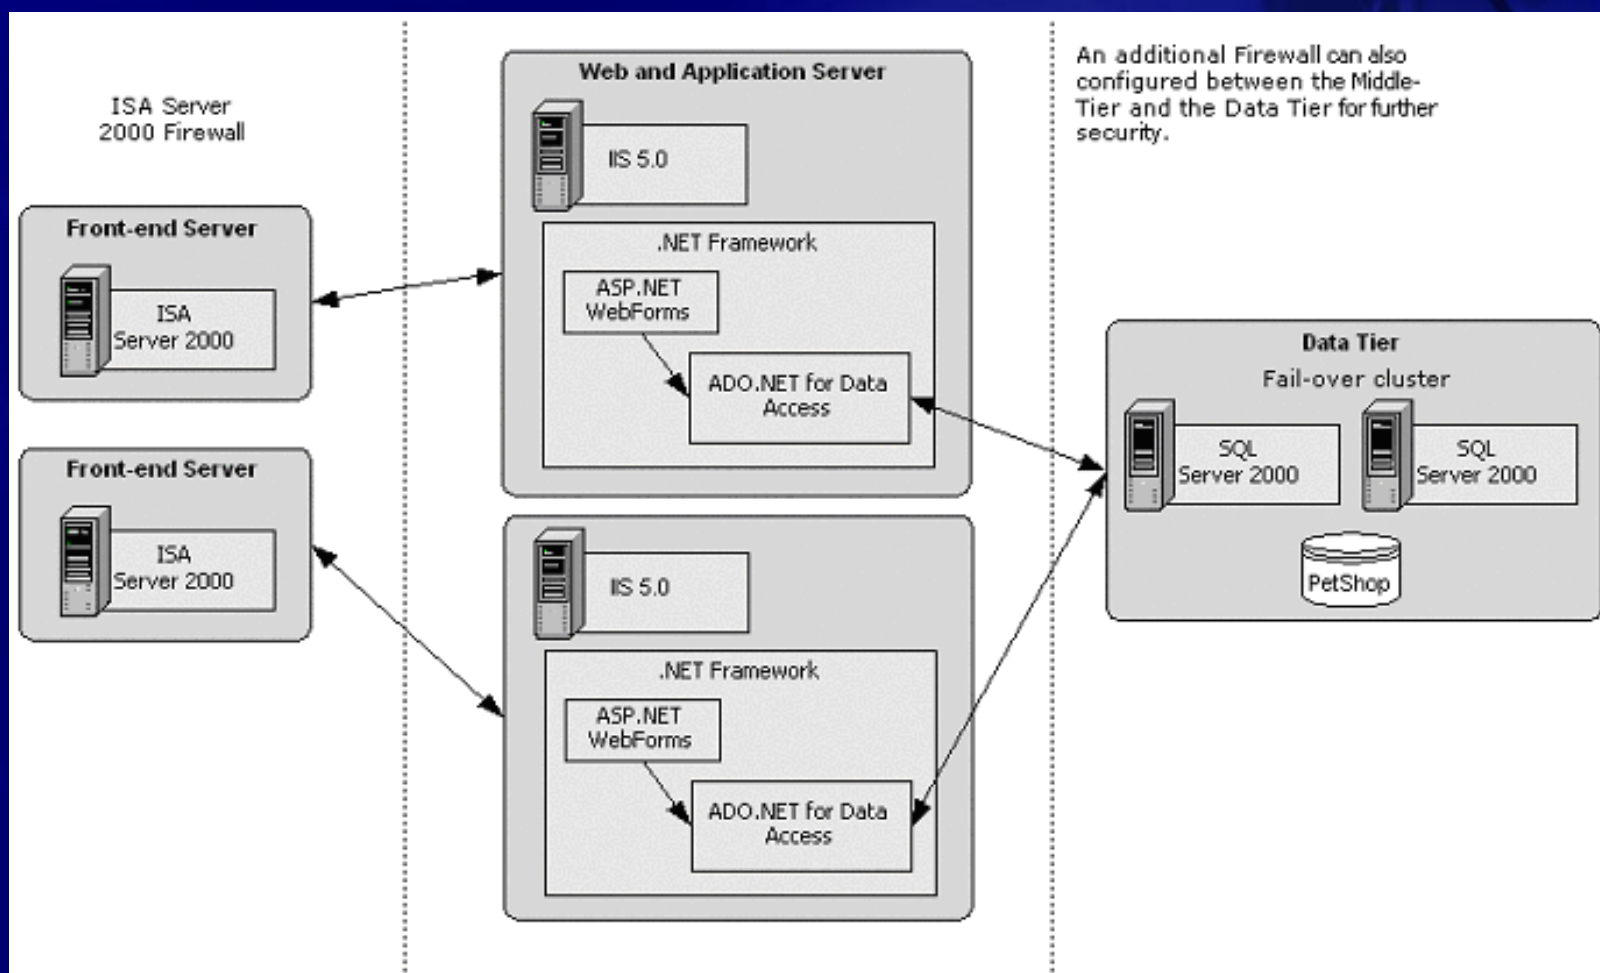 ISA Server
2000 Firewall
Front-end Server
ISA
Server 2000
Front-end Server
ISA
Server 2000
Web and Application Server
IIS 5.0
.NET Framework
ASP.NET
WebForms
ADO.NET for Data
Access
IIS 5.0
.NET Framework
ASP.NET
WebForms
ADO.NET for Data
Access
An additional Firewall can also
configured between the Middle-
Tier and the Data Tier for further
security.
Data Tier
Fail-over cluster
SQL
Server 2000
SQL
Server 2000
PetShop